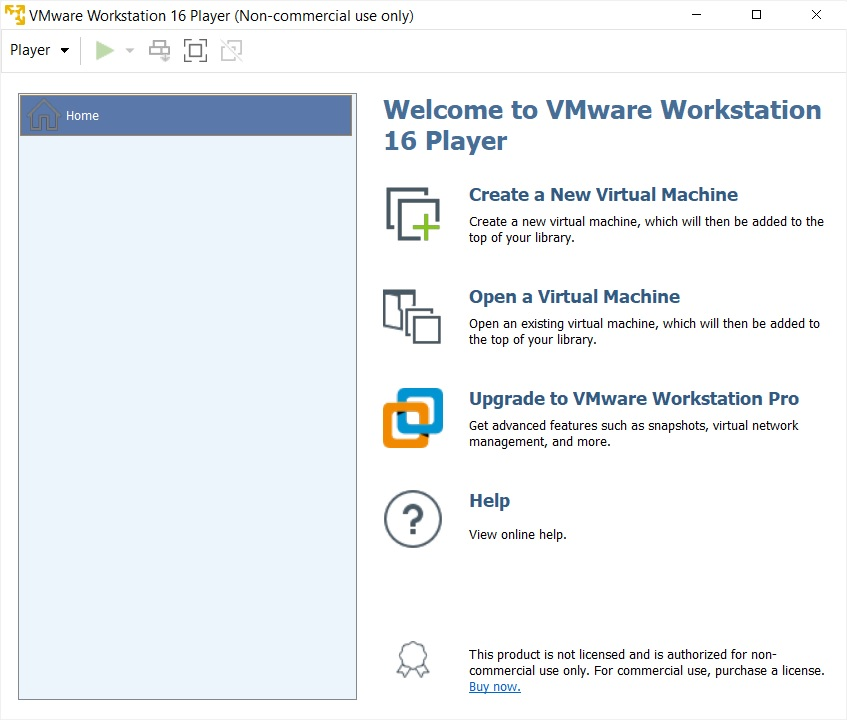 VMware Workstation 16 Player (Non-commercial use only)
Player
Home
Welcome to VMware Workstation
16 Player
Create a New Virtual Machine
Create a new virtual machine, which will then be added to the
top of your library.
Open a Virtual Machine
Open an existing virtual machine, which will then be added to
the top of your library.
Upgrade to VMware Workstation Pro
Get advanced features such as snapshots, virtual network
management, and more.
?
Help
View online help.
This product is not licensed and is authorized for non-
commercial use only. For commercial use, purchase a license.
Buy now.